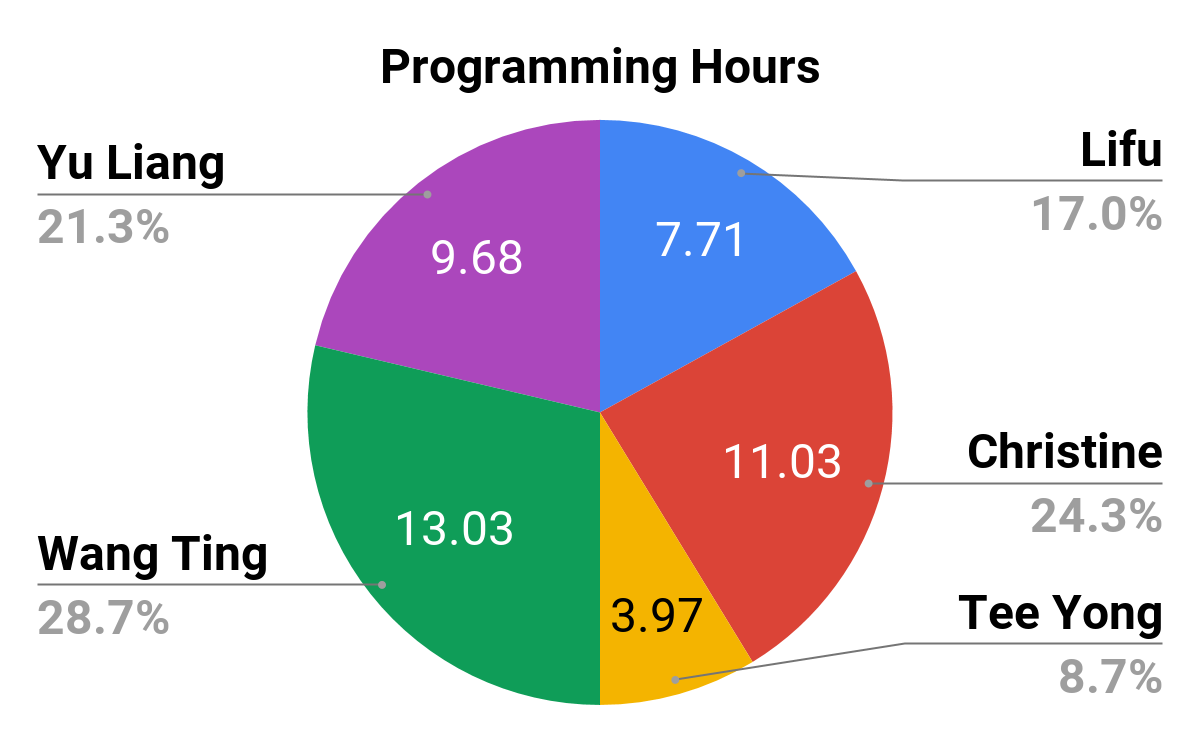 Programming Hours
Yu Liang
21.3%
Lifu
17.0%
9.68
7.71
Christine
24.3%
11.03
Wang Ting
28.7%
13.03
Tee Yong
8.7%
3.97